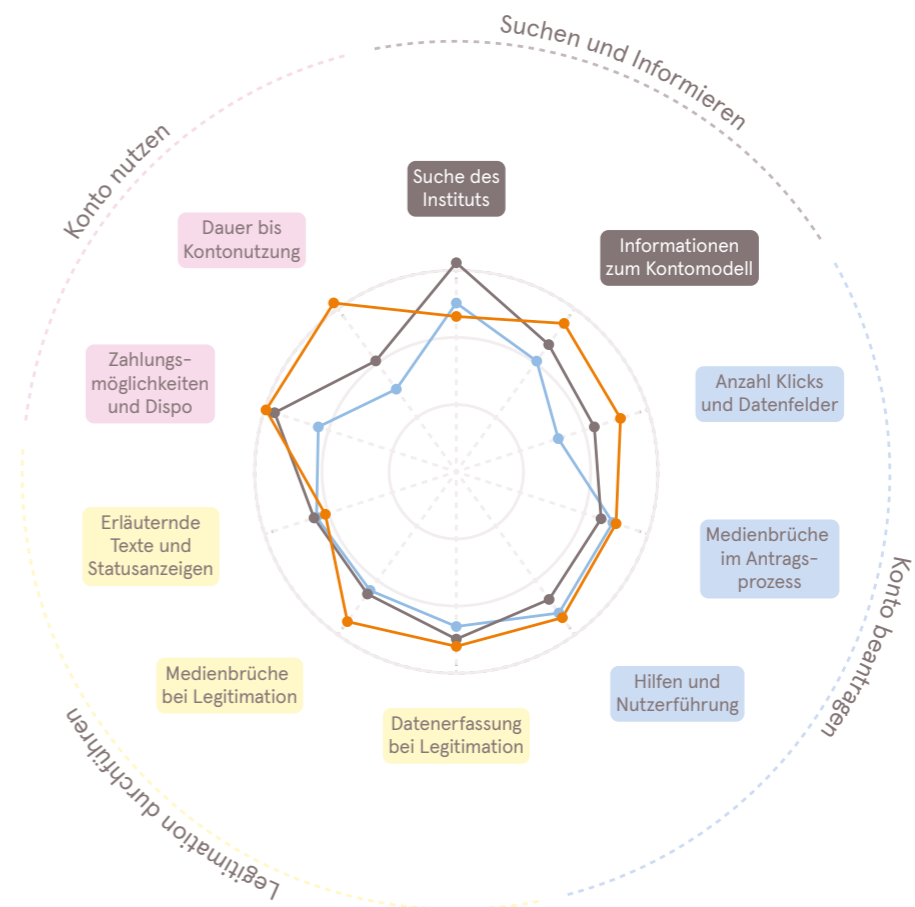 Suchen und Informieren
Konto nutzen
Suche des
Instituts
Dauer bis
Kontonutzung
Informationen
zum Kontomodell
Zahlungs-
möglichkeiten
und Dispo
Anzahl Klicks
und Datenfelder
Erläuternde
Texte und
Statusanzeigen
Medienbrüche
im Antrags-
prozess
Konto beantragen
Medienbrüche
bei Legitimation
Hilfen und
Nutzerführung
Datenerfassung
bei Legitimation
Legitimation durchführen